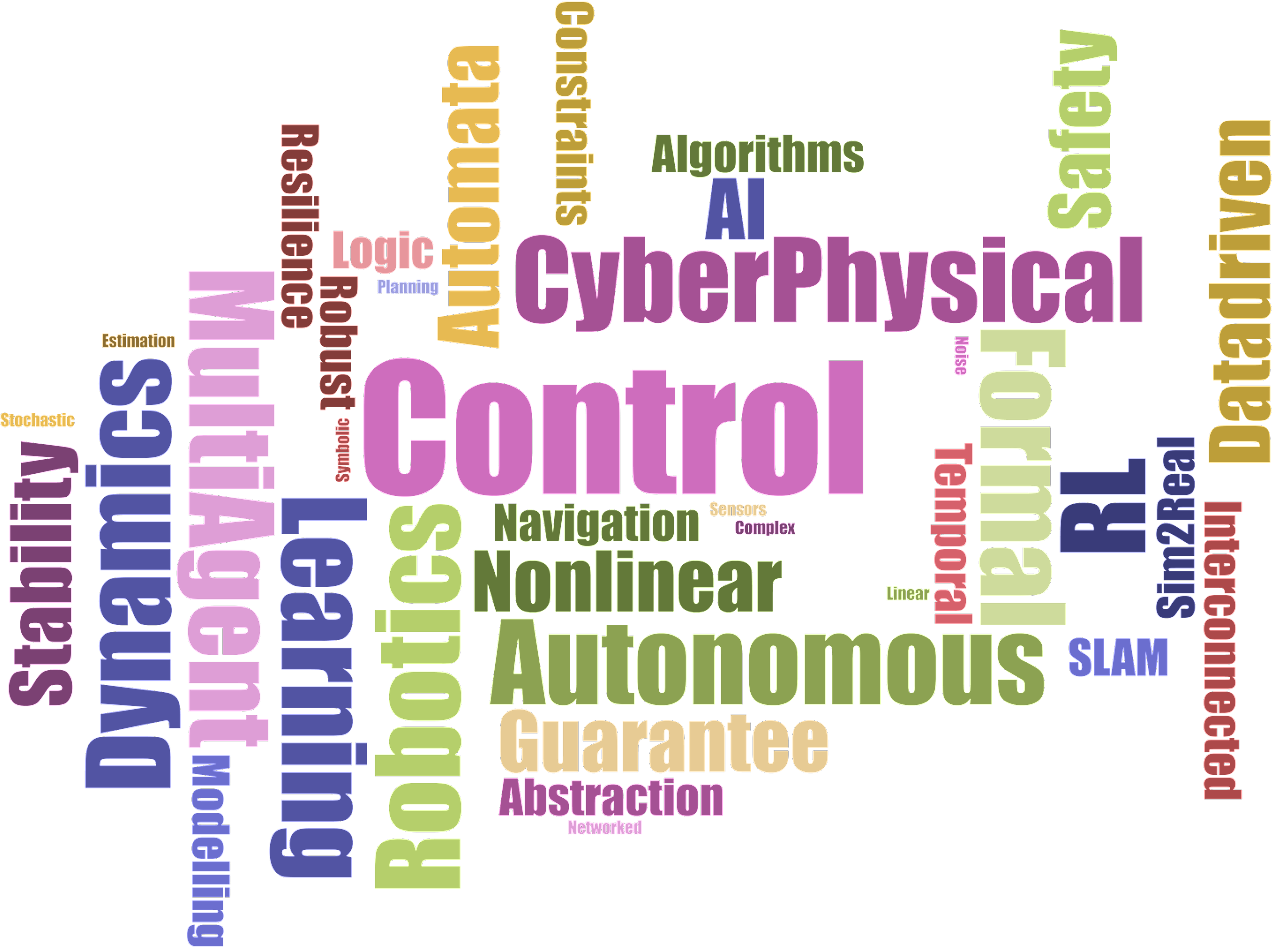 Constraints
Automata
Safety
Algorithms
AI
Resilience
Datadriven
Logic
Planning
CyberPhysical
MultiAgent
Robust
Estimation
Noise
Formal
Dynamics
Control
Stochastic
Symbolic
Stability
Temporal
RL
Sim2Real
Learning
Robotics
Navigation
Sensors
Complex
Interconnected
Nonlinear
Linear
Autonomous
SLAM
Guarantee
Modelling
Abstraction
Networked